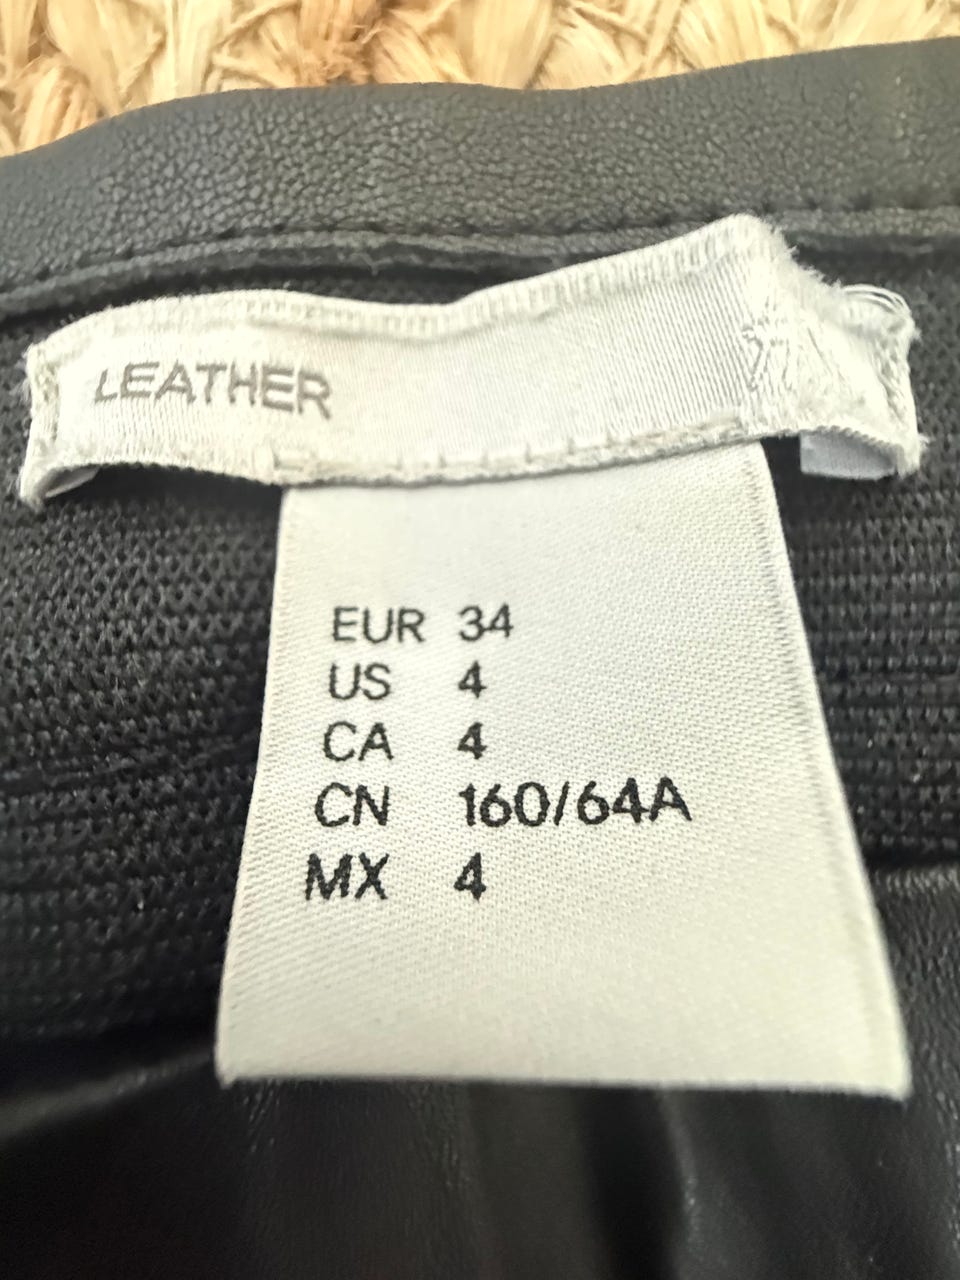 LEATHER
EUR 34
US 4
CA 4
CN 160/64A
MX 4